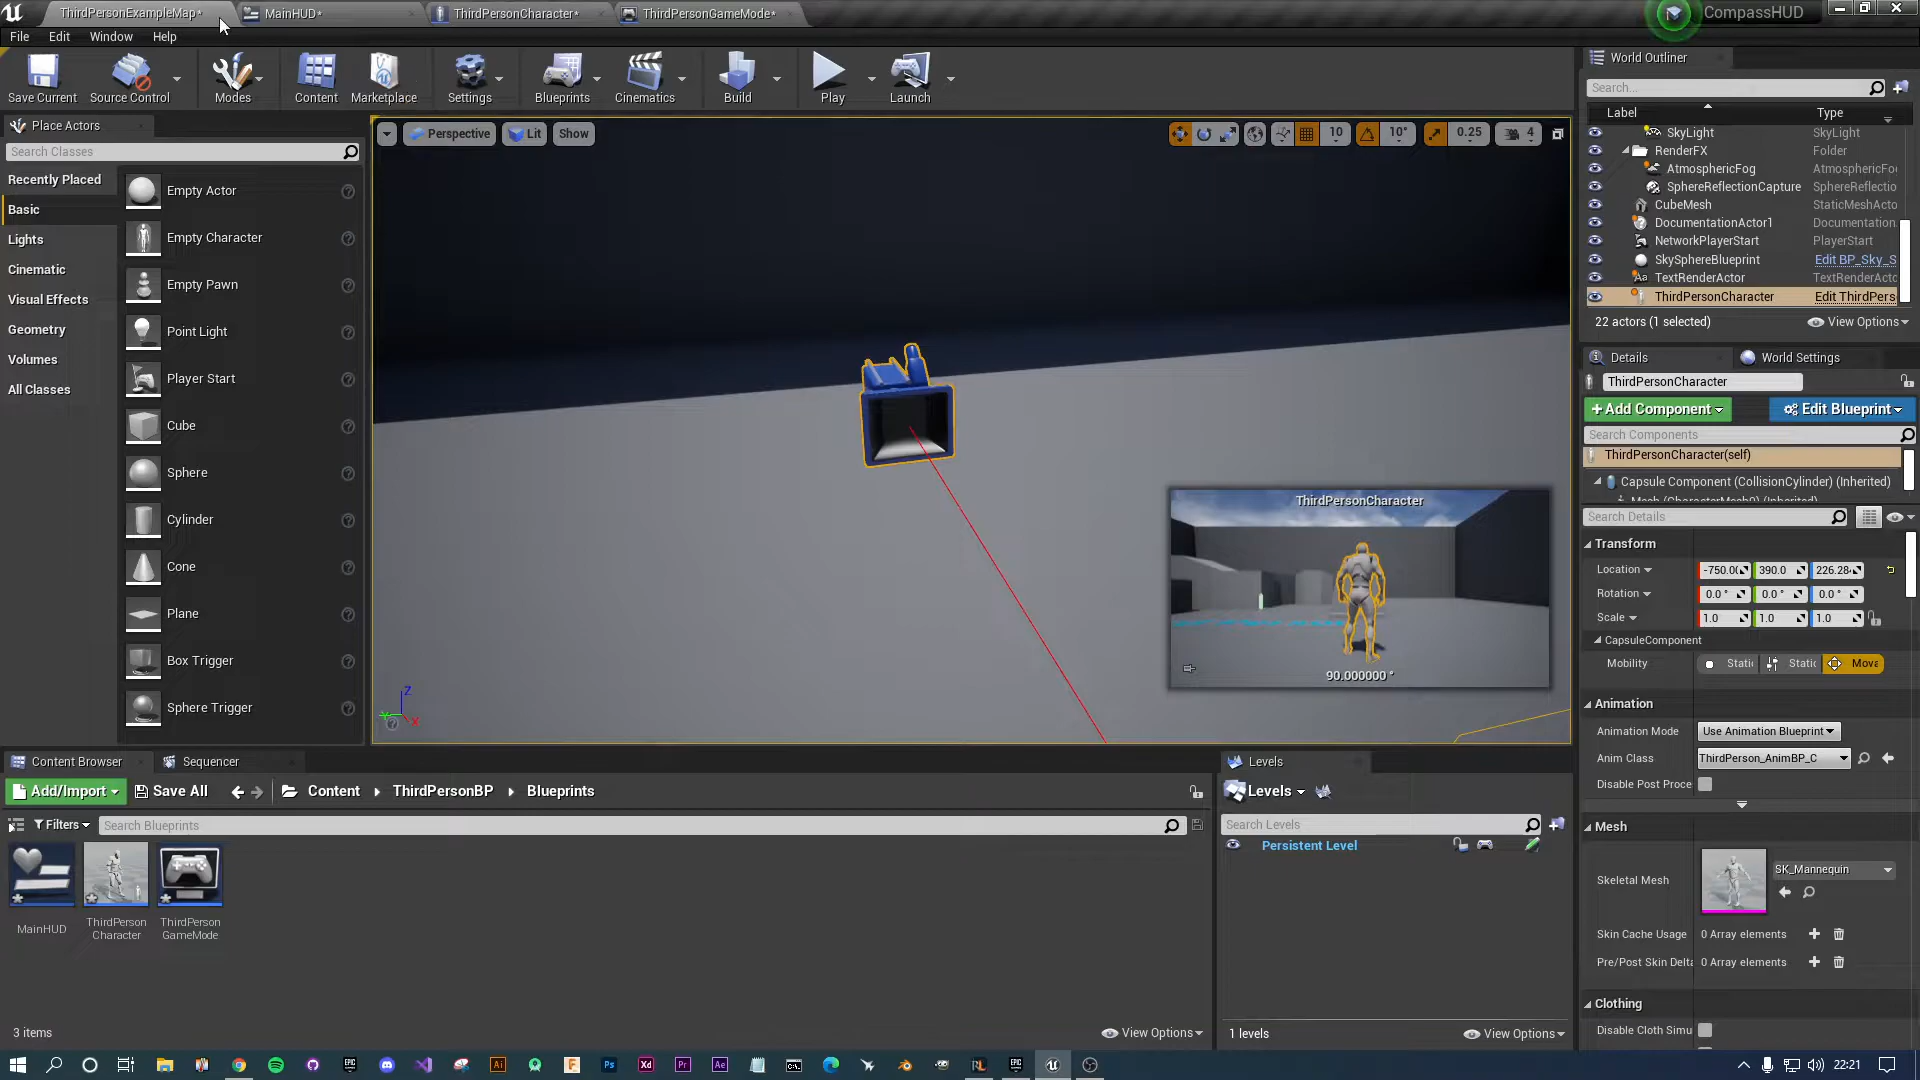 ThirdPersonExampleMap*
MainHUD*
ThirdPersonCharacter*
ThirdPersonGameMode*
CompassHUD
File Edit Window Help
Save Current
Source Control
Modes
Content
Marketplace
Settings
Blueprints
Cinematics
Build
Play
Launch
Place Actors
Search Classes
Recently Placed
Basic
Lights
Cinematic
Visual Effects
Geometry
Volumes
All Classes
Empty Actor
Empty Character
Empty Pawn
Point Light
Player Start
Cube
Sphere
Cylinder
Cone
Plane
Box Trigger
Sphere Trigger
Perspective
Lit
Show
10
10°
0.25
4
ThirdPersonCharacter
90.000000 °
Z
X
World Outliner
Search...
Label Type
SkyLight SkyLight
RenderFX Folder
AtmosphericFog AtmosphericFo
SphereReflectionCapture SphereReflectio
CubeMesh StaticMeshActo
DocumentationActor1 Documentation
NetworkPlayerStart PlayerStart
SkySphereBlueprint Edit BP_Sky_S
TextRenderActor TextRenderActo
ThirdPersonCharacter Edit ThirdPers
22 actors (1 selected)
View Options
Details
World Settings
ThirdPersonCharacter
+Add Component
Edit Blueprint
Search Components
ThirdPersonCharacter(self)
Capsule Component (CollisionCylinder) (Inherited)
Mesh (CharacterMesh0) (Inherited)
Search Details
Transform
Location -750.0 390.0 226.28
Rotation 0.0 ° 0.0 ° 0.0 °
Scale 1.0 1.0 1.0
CapsuleComponent
Mobility Static Static Mova
Animation
Animation Mode Use Animation Blueprint
Anim Class ThirdPerson_AnimBP_C
Disable Post Proce
Mesh
Skeletal Mesh SK_Mannequin
Skin Cache Usage 0 Array elements
Pre/Post Skin Delta 0 Array elements
Clothing
Disable Cloth Simu
Content Browser
Sequencer
Add/Import
Save All
Content
ThirdPersonBP
Blueprints
Filters
Search Blueprints
MainHUD
ThirdPerson
Character
ThirdPerson
GameMode
3 items
View Options
Levels
Levels
Search Levels
Persistent Level
1 levels
View Options
EPIC
Ai
Ps
Xd
Pr
Ae
RL
EPIC
22:21